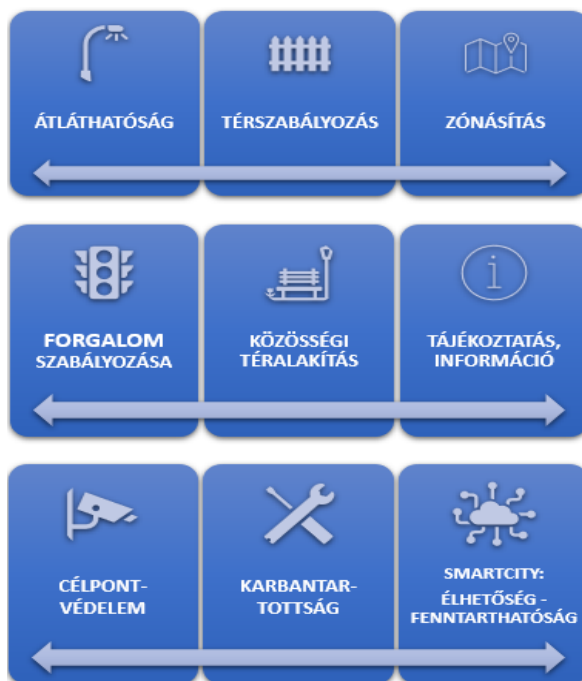 ÁTLÁTHATÓSÁG
TÉRSZABÁLYOZÁS
ZÓNÁSÍTÁS
FORGALOM
SZABÁLYOZÁSA
KÖZÖSSÉGI
TÉRALAKÍTÁS
TÁJÉKOZTATÁS,
INFORMÁCIÓ
CÉLPONT-
VÉDELEM
KARBANTAR-
TOTTSÁG
SMARTCITY:
ÉLHETŐSÉG -
FENNTARTHATÓSÁG